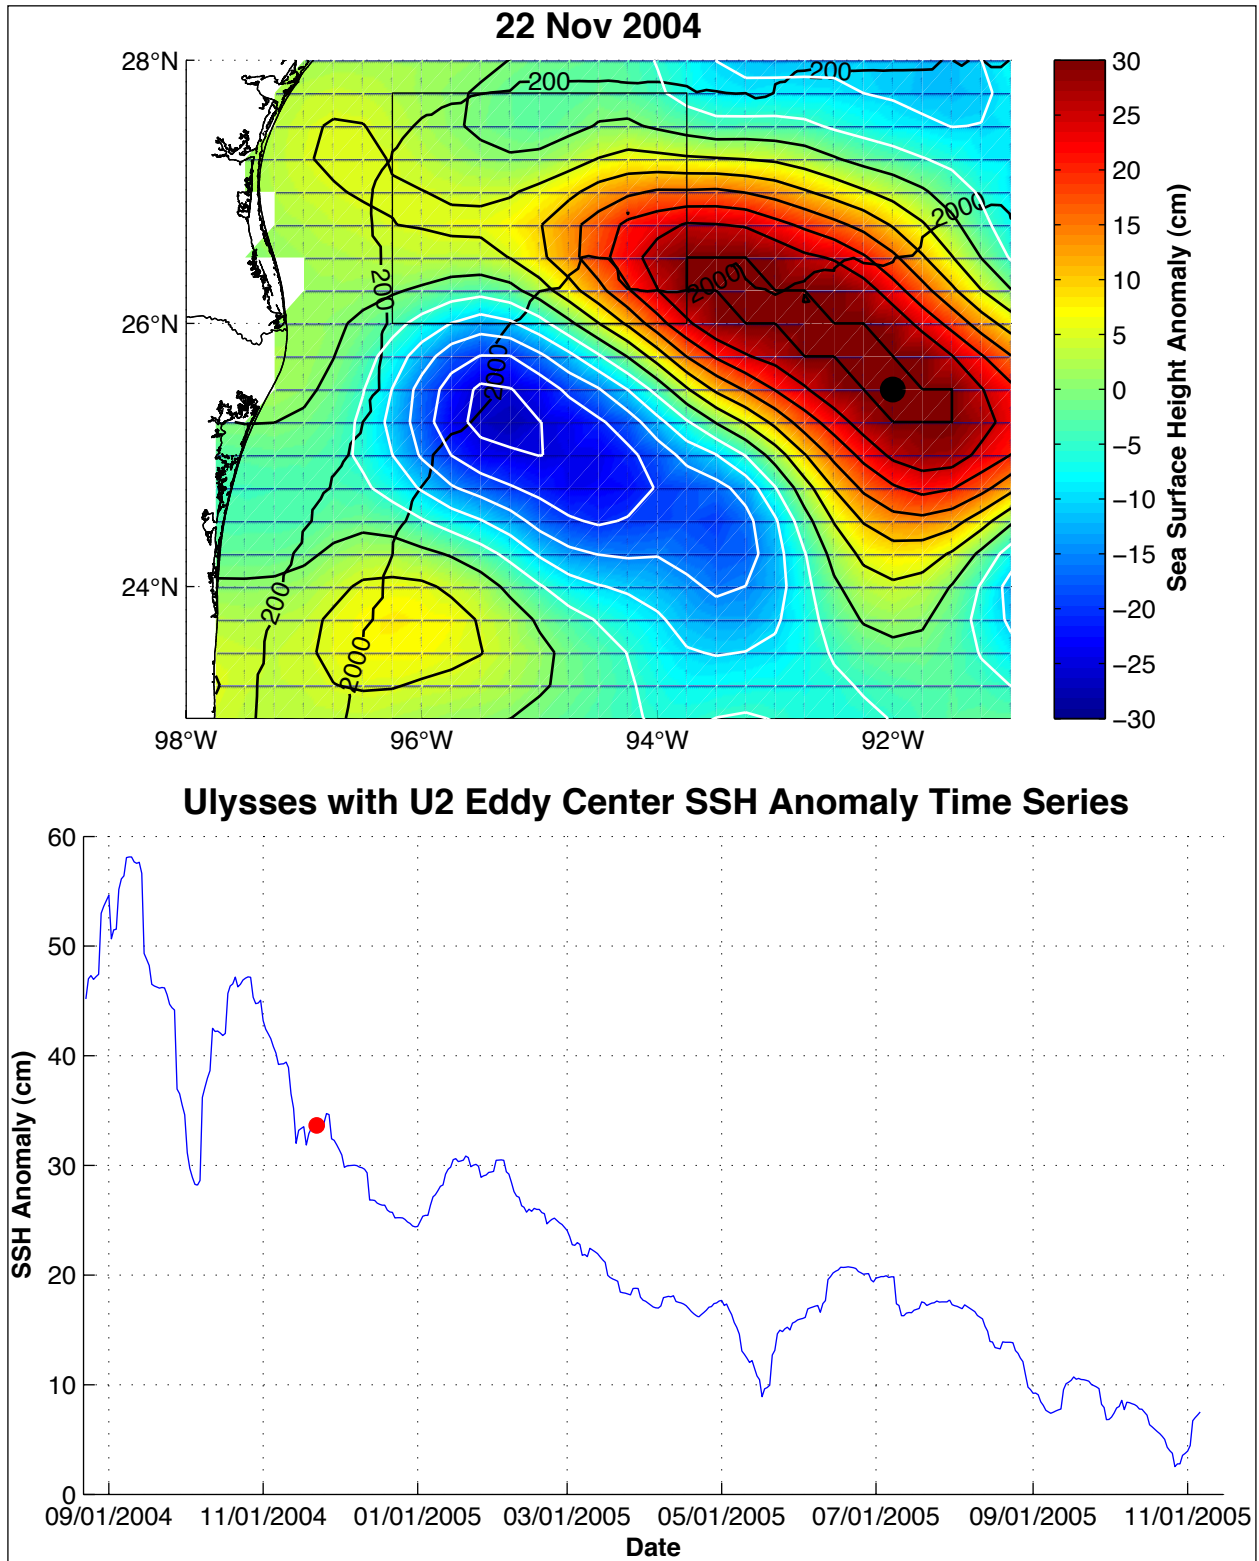 22 Nov 2004
28°N
26°N
24°N
98°W 96°W 94°W 92°W
200
200
2000
2000
200
2000
200
2000
30
25
20
15
10
5
0
−5
−10
−15
−20
−25
−30
Sea Surface Height Anomaly (cm)
Ulysses with U2 Eddy Center SSH Anomaly Time Series
60
50
40
30
20
10
0
SSH Anomaly (cm)
09/01/2004 11/01/2004 01/01/2005 03/01/2005 05/01/2005 07/01/2005 09/01/2005 11/01/2005
Date